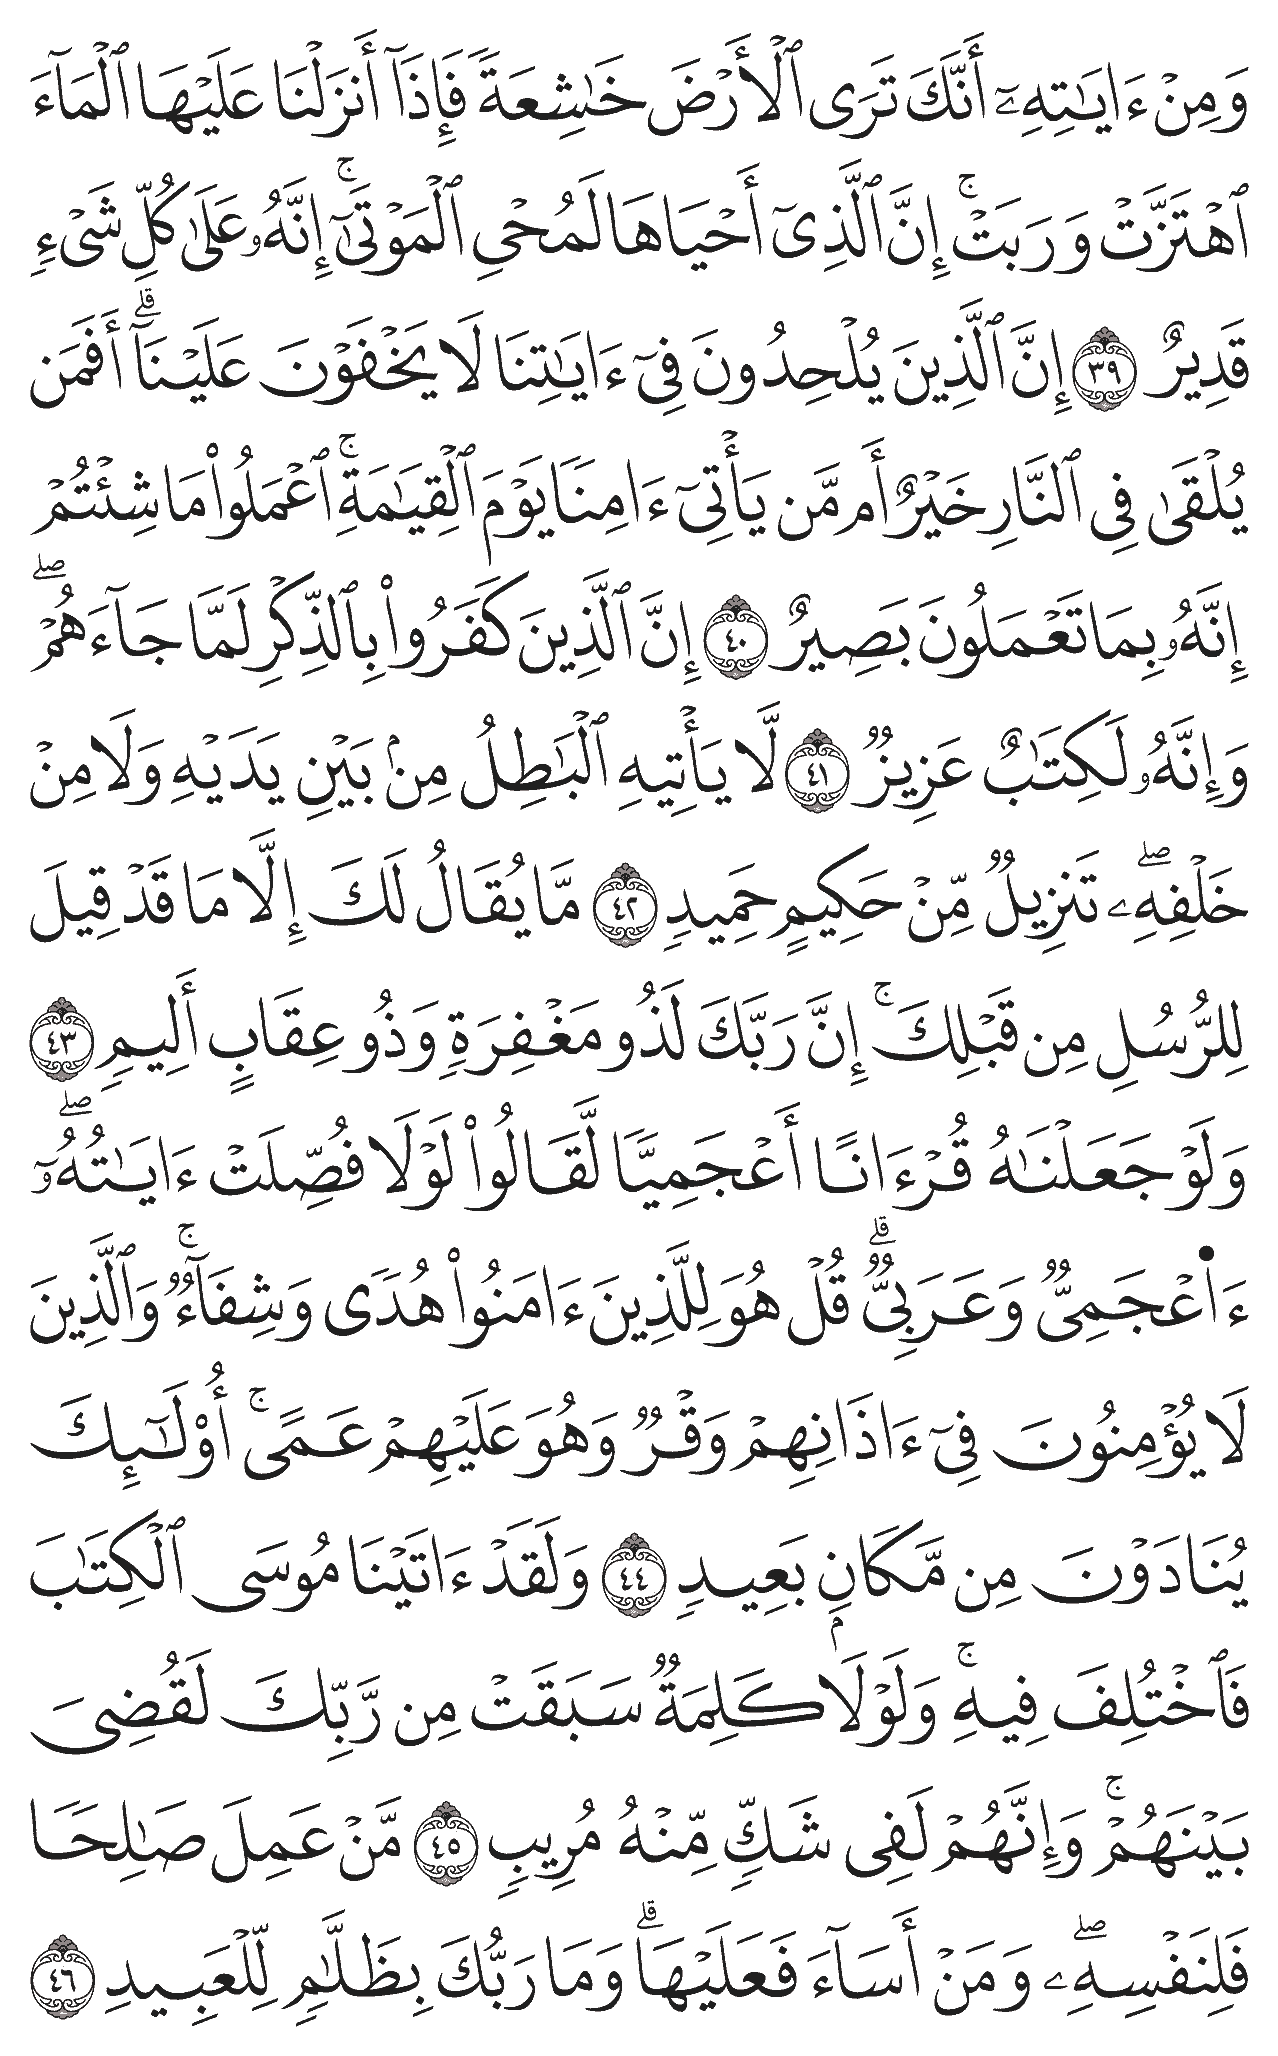 وَمِنۡ ءَايَٰتِهِۦٓ أَنَّكَ تَرَى ٱلۡأَرۡضَ خَٰشِعَةٗ فَإِذَآ أَنزَلۡنَا عَلَيۡهَا ٱلۡمَآءَ
ٱهۡتَزَّتۡ وَرَبَتۡۚ إِنَّ ٱلَّذِيٓ أَحۡيَاهَا لَمُحۡيِ ٱلۡمَوۡتَىٰٓۚ إِنَّهُۥ عَلَىٰ كُلِّ شَيۡءٖ
قَدِيرٌ ٣٩ إِنَّ ٱلَّذِينَ يُلۡحِدُونَ فِيٓ ءَايَٰتِنَا لَا يَخۡفَوۡنَ عَلَيۡنَآۗ أَفَمَن
يُلۡقَىٰ فِي ٱلنَّارِ خَيۡرٌ أَم مَّن يَأۡتِيٓ ءَامِنٗا يَوۡمَ ٱلۡقِيَٰمَةِۚ ٱعۡمَلُواْ مَا شِئۡتُمۡ
إِنَّهُۥ بِمَا تَعۡمَلُونَ بَصِيرٌ ٤٠ إِنَّ ٱلَّذِينَ كَفَرُواْ بِٱلذِّكۡرِ لَمَّا جَآءَهُمۡۖ
وَإِنَّهُۥ لَكِتَٰبٌ عَزِيزٞ ٤١ لَّا يَأۡتِيهِ ٱلۡبَٰطِلُ مِنۢ بَيۡنِ يَدَيۡهِ وَلَا مِنۡ
خَلۡفِهِۦۖ تَنزِيلٞ مِّنۡ حَكِيمٍ حَمِيدٖ ٤٢ مَّا يُقَالُ لَكَ إِلَّا مَا قَدۡ قِيلَ
لِلرُّسُلِ مِن قَبۡلِكَۚ إِنَّ رَبَّكَ لَذُو مَغۡفِرَةٖ وَذُو عِقَابٍ أَلِيمٖ ٤٣
وَلَوۡ جَعَلۡنَٰهُ قُرۡءَانًا أَعۡجَمِيّٗا لَّقَالُواْ لَوۡلَا فُصِّلَتۡ ءَايَٰتُهُۥٓۖ
ءَا۬عۡجَمِيّٞ وَعَرَبِيّٞۗ قُلۡ هُوَ لِلَّذِينَ ءَامَنُواْ هُدٗى وَشِفَآءٞۚ وَٱلَّذِينَ
لَا يُؤۡمِنُونَ فِيٓ ءَاذَانِهِمۡ وَقۡرٞ وَهُوَ عَلَيۡهِمۡ عَمًىۚ أُوْلَٰٓئِكَ
يُنَادَوۡنَ مِن مَّكَانِۭ بَعِيدٖ ٤٤ وَلَقَدۡ ءَاتَيۡنَا مُوسَى ٱلۡكِتَٰبَ
فَٱخۡتُلِفَ فِيهِۚ وَلَوۡلَا كَلِمَةٞ سَبَقَتۡ مِن رَّبِّكَ لَقُضِيَ
بَيۡنَهُمۡۚ وَإِنَّهُمۡ لَفِي شَكّٖ مِّنۡهُ مُرِيبٖ ٤٥ مَّنۡ عَمِلَ صَٰلِحٗا
فَلِنَفۡسِهِۦۖ وَمَنۡ أَسَآءَ فَعَلَيۡهَاۗ وَمَا رَبُّكَ بِظَلَّٰمٖ لِّلۡعَبِيدِ ٤٦